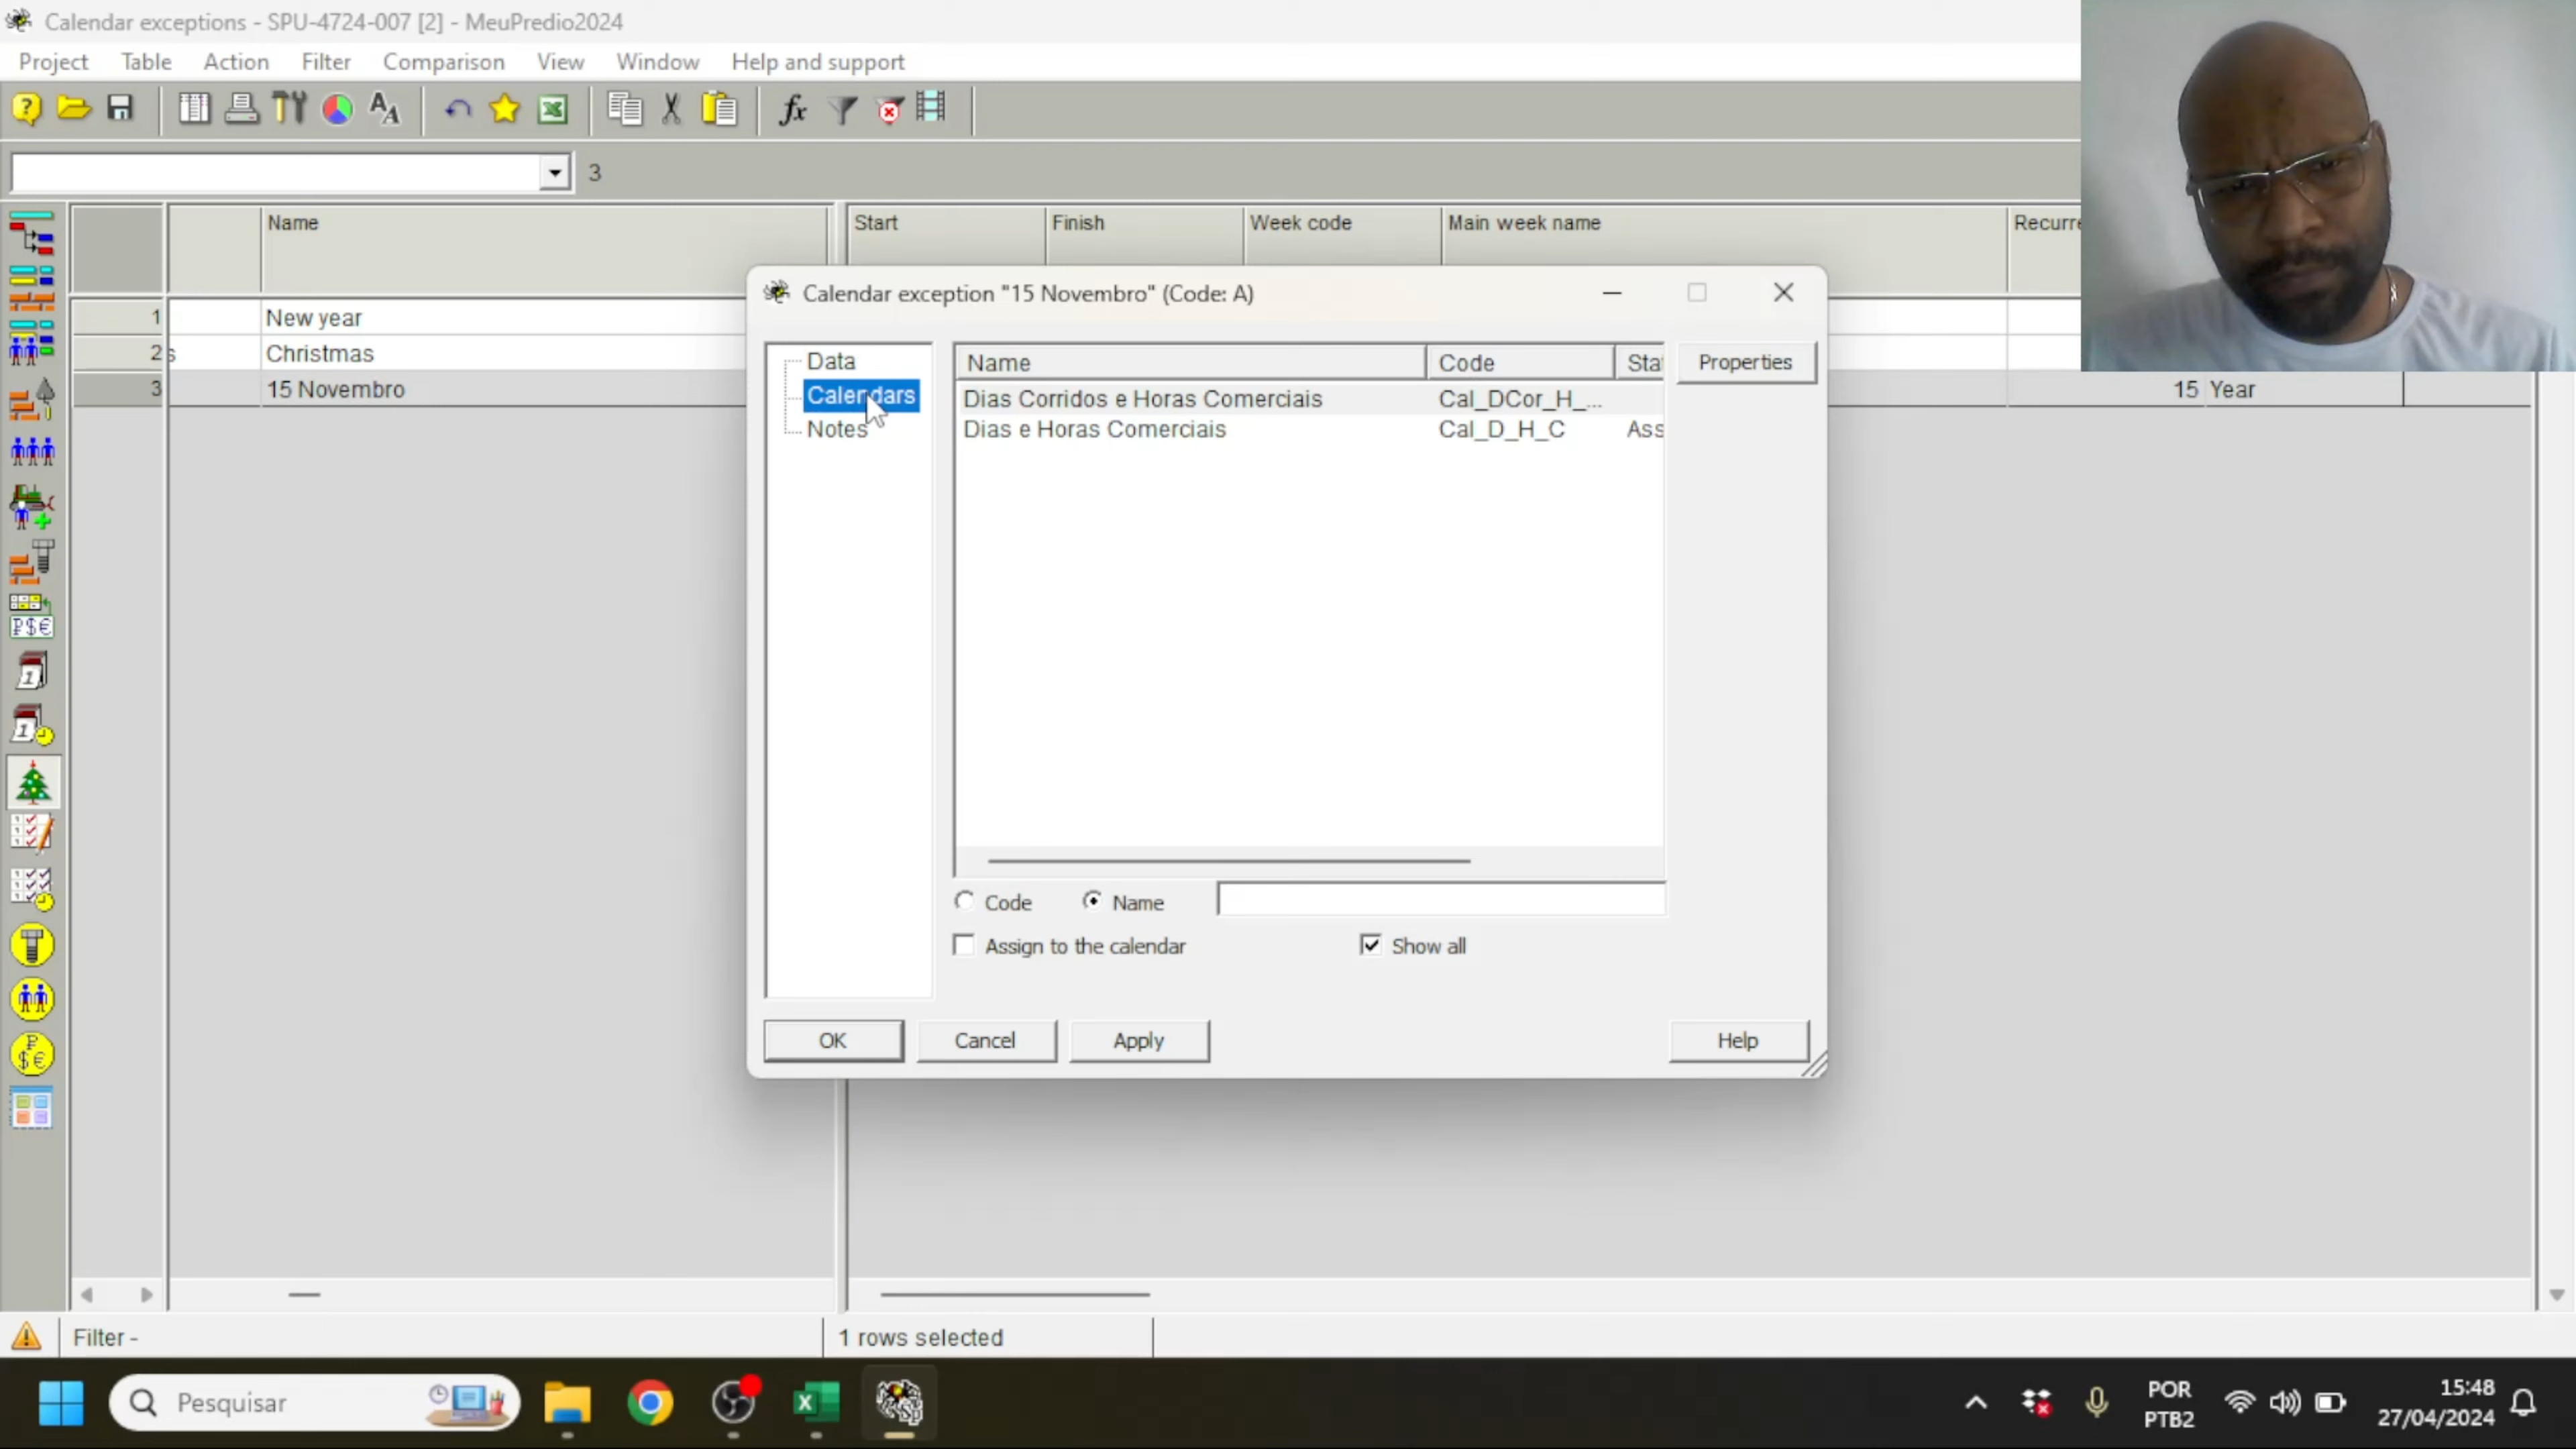 Calendar exceptions - SPU-4724-007 [2] - MeuPredio2024
Project Table Action Filter Comparison View Window Help and support
3
Name Start Finish Week code Main week name Recurre
1 New year
2 s Christmas
3 15 Novembro 15 Year
Calendar exception "15 Novembro" (Code: A)
Data
Calendars
Notes
Name Code Stat Properties
Dias Corridos e Horas Comerciais Cal_DCor_H_...
Dias e Horas Comerciais Cal_D_H_C Ass
Code Name
Assign to the calendar Show all
OK Cancel Apply Help
Filter - 1 rows selected
Pesquisar
POR
PTB2
15:48
27/04/2024